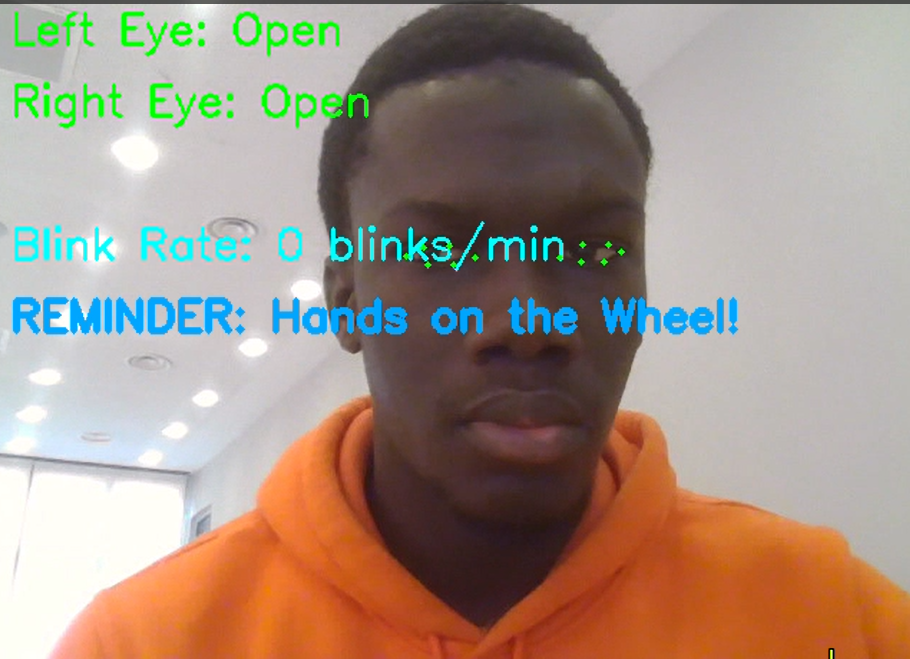 Left Eye: Open
Right Eye: Open
Blink Rate: 0 blinks/min
REMINDER: Hands on the Wheel!